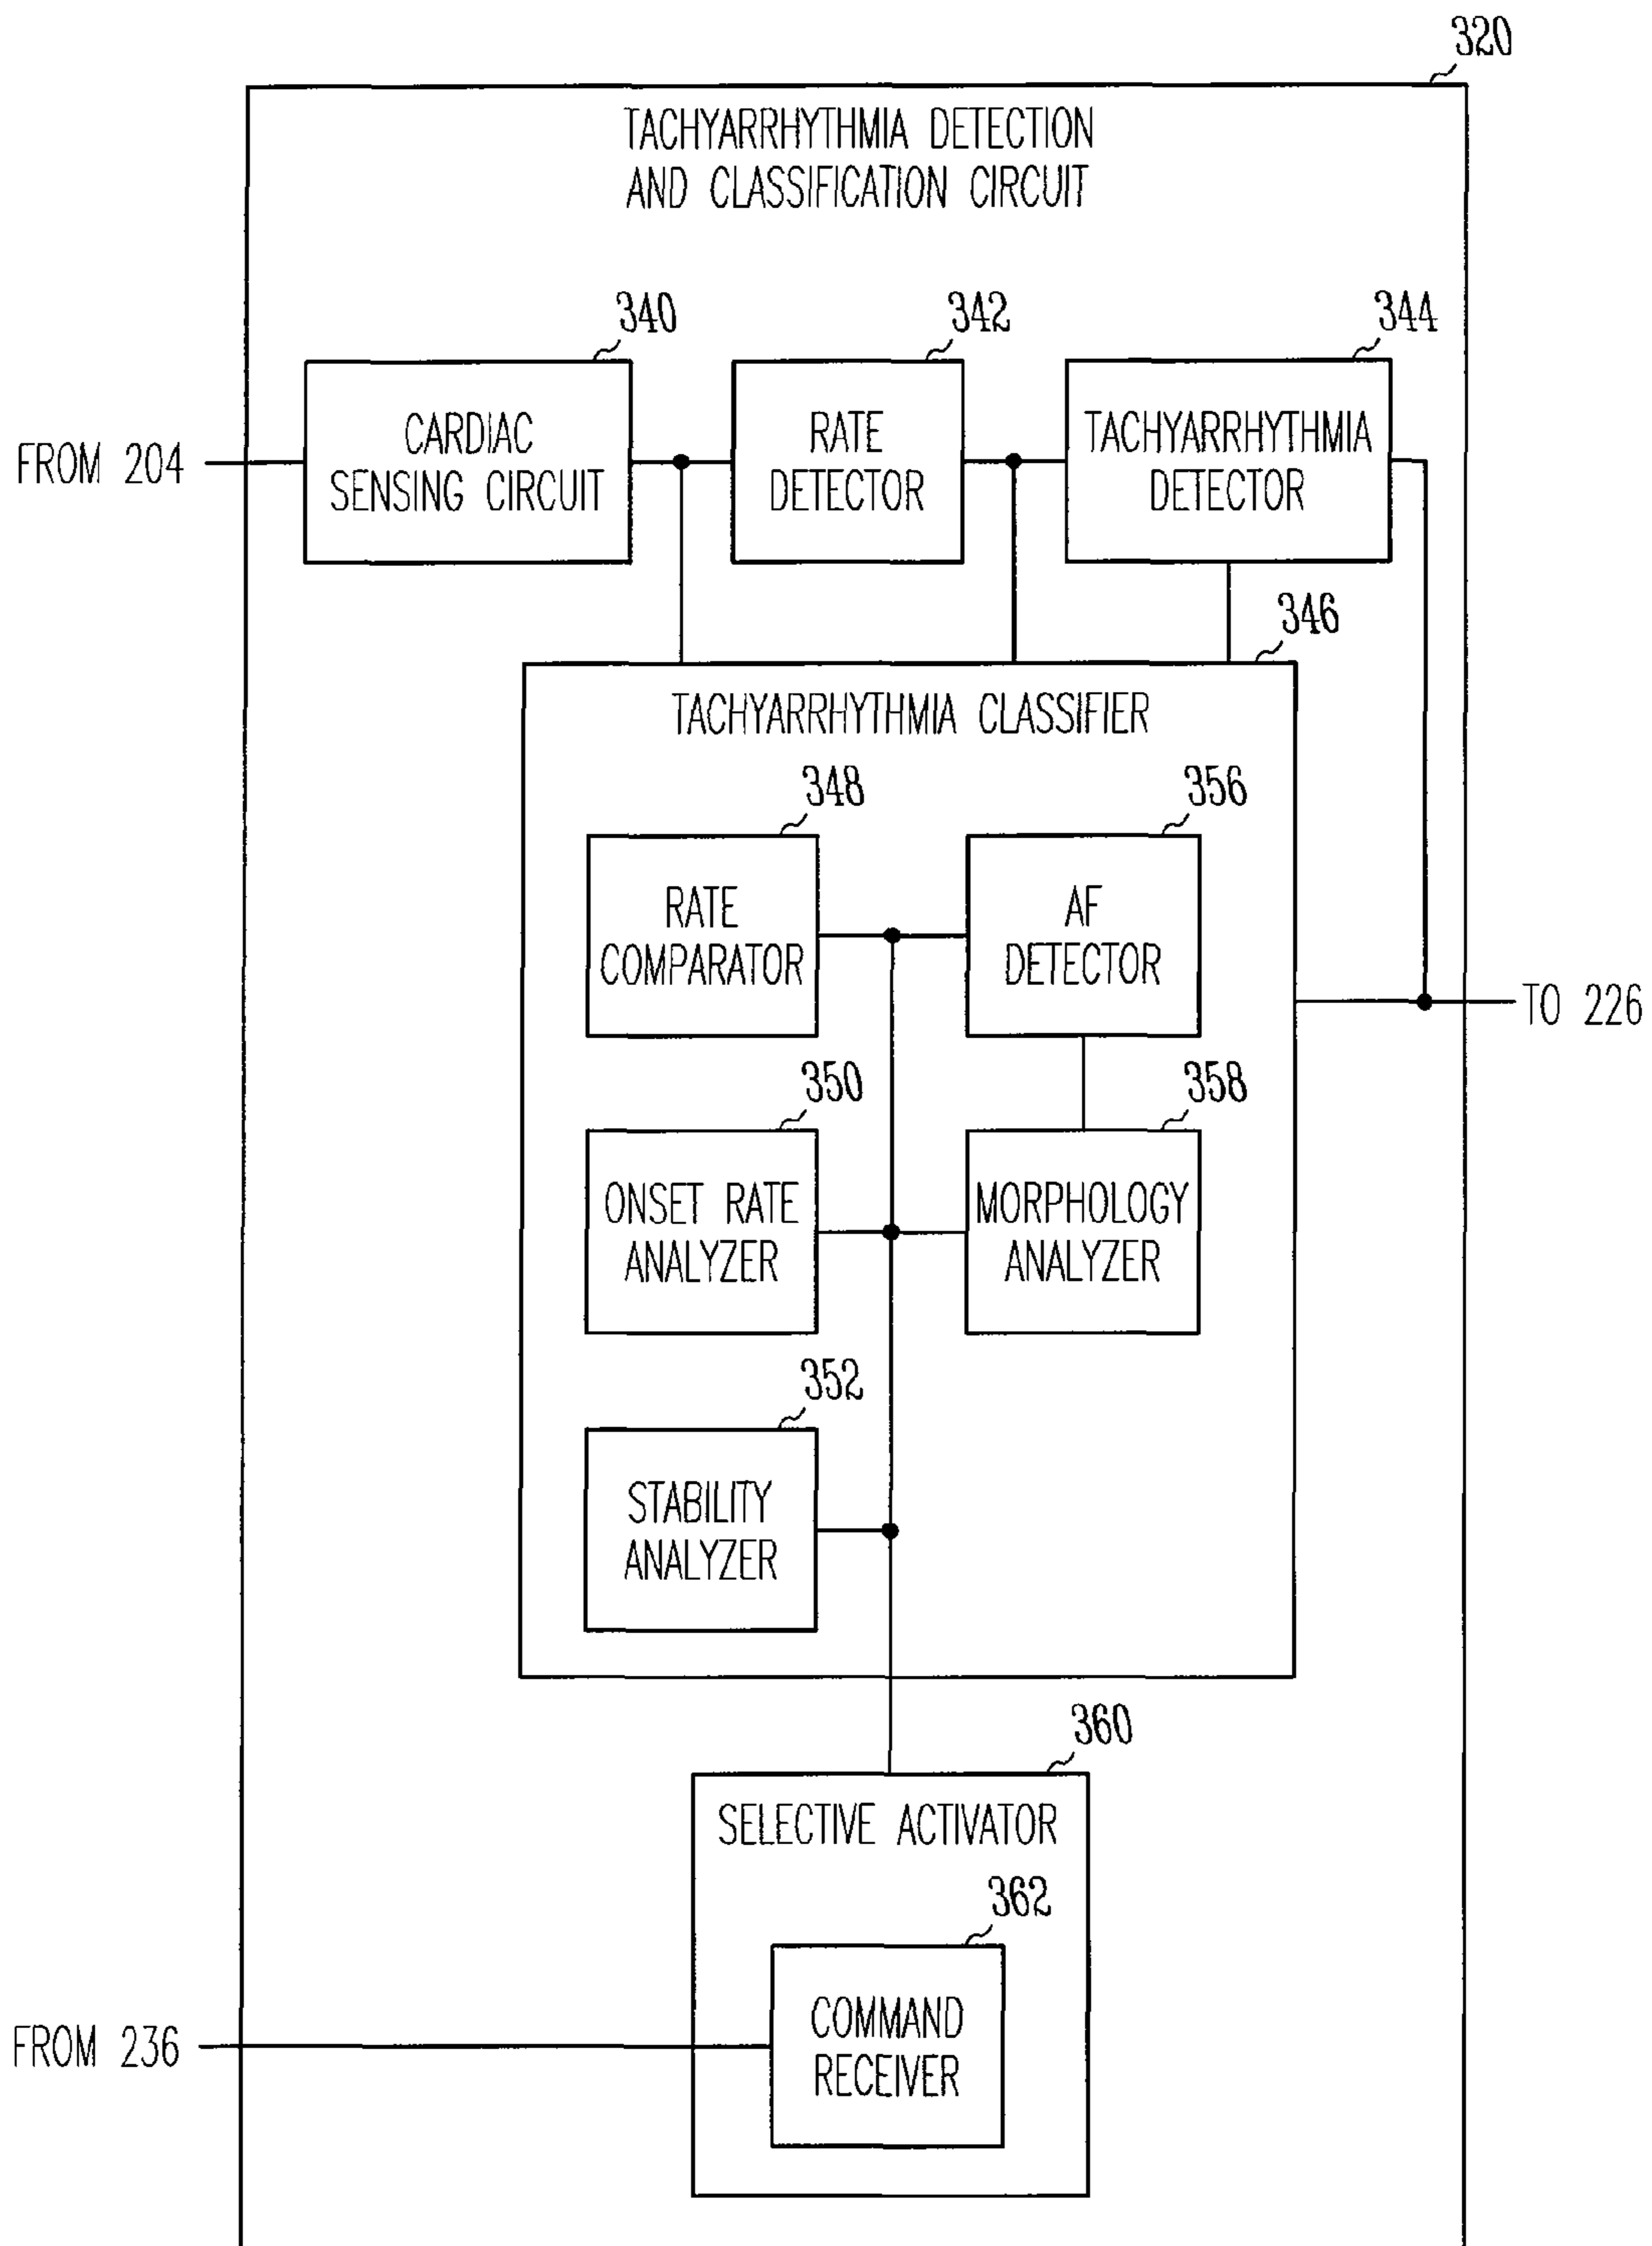 320
TACHYARRHYTHMIA DETECTION
AND CLASSIFICATION CIRCUIT
340
342
344
FROM 204
CARDIAC
SENSING CIRCUIT
RATE
DETECTOR
TACHYARRHYTHMIA
DETECTOR
346
TACHYARRHYTHMIA CLASSIFIER
348
356
RATE
COMPARATOR
AF
DETECTOR
TO 226
350
358
ONSET RATE
ANALYZER
MORPHOLOGY
ANALYZER
352
STABILITY
ANALYZER
360
SELECTIVE ACTIVATOR
362
COMMAND
RECEIVER
FROM 236